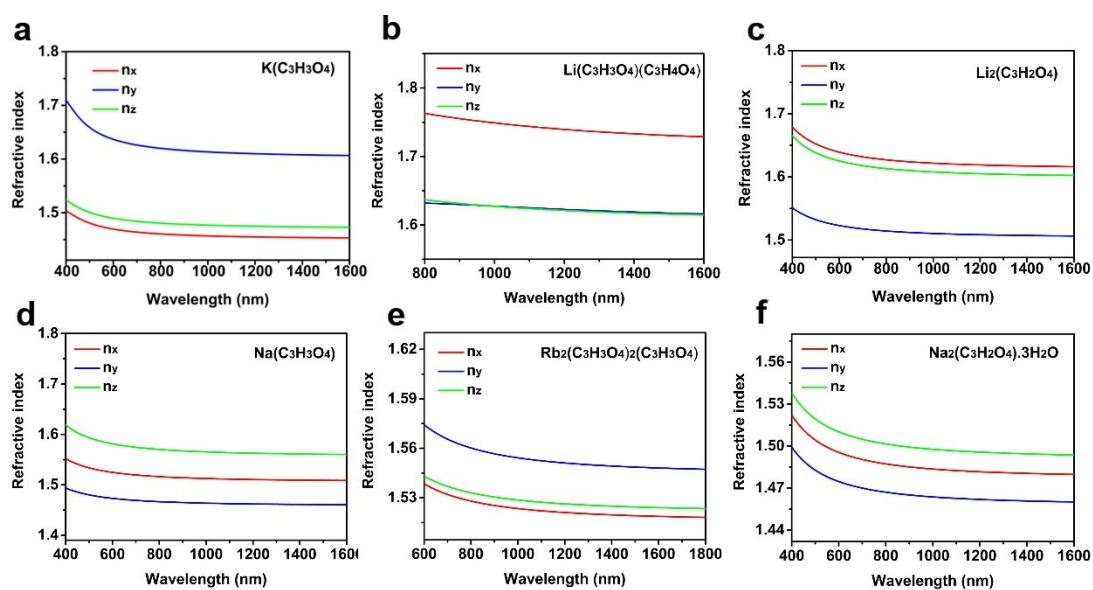 a
K(C3H3O4)
nx
ny
nz
1.8
1.7
1.6
1.5
400 600 800 1000 1200 1400 1600
Refractive index
Wavelength (nm)
b
Li(C3H3O4)(C3H4O4)
nx
ny
nz
1.8
1.7
1.6
800 1000 1200 1400 1600
Refractive index
Wavelength (nm)
c
Li2(C3H2O4)
nx
ny
nz
1.8
1.7
1.6
1.5
400 600 800 1000 1200 1400 1600
Refractive index
Wavelength (nm)
d
Na(C3H3O4)
nx
ny
nz
1.8
1.7
1.6
1.5
1.4
400 600 800 1000 1200 1400 1600
Refractive index
Wavelength (nm)
e
Rb2(C3H3O4)2(C3H3O4)
nx
ny
nz
1.62
1.59
1.56
1.53
600 800 1000 1200 1400 1600 1800
Refractive index
Wavelength (nm)
f
Na2(C3H2O4).3H2O
nx
ny
nz
1.56
1.53
1.50
1.47
1.44
400 600 800 1000 1200 1400 1600
Refractive index
Wavelength (nm)